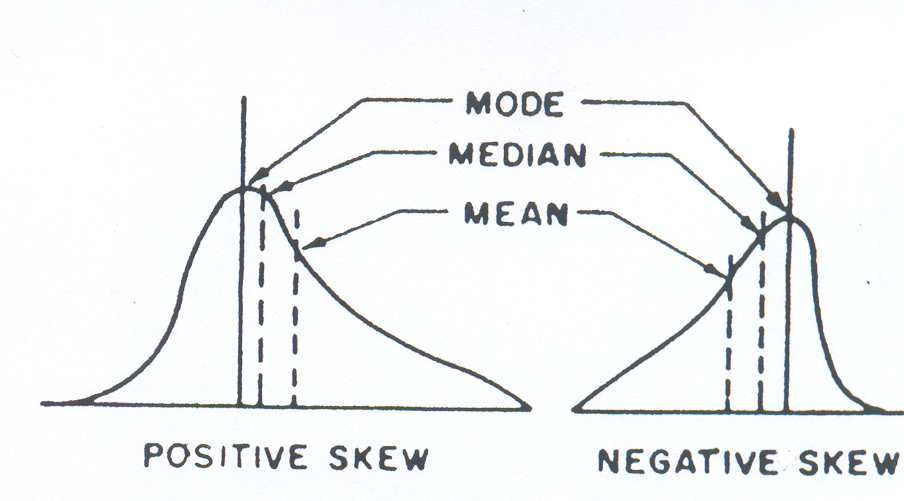 MODE
MEDIAN
MEAN
POSITIVE SKEW
NEGATIVE SKEW